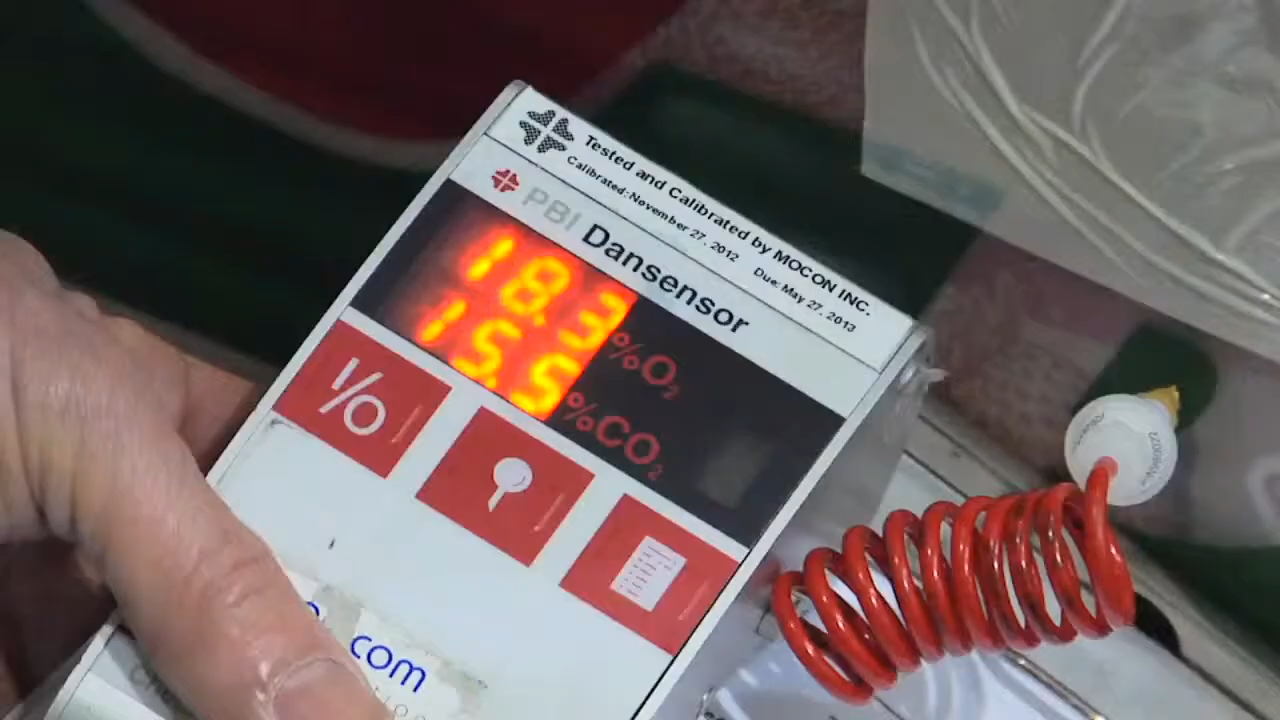 Tested and Calibrated by MOCON INC.
Calibrated: November 27, 2012 Due: May 27, 2013
PBI Dansensor
18.3 %O₂
15.5 %CO₂
I/O
.com